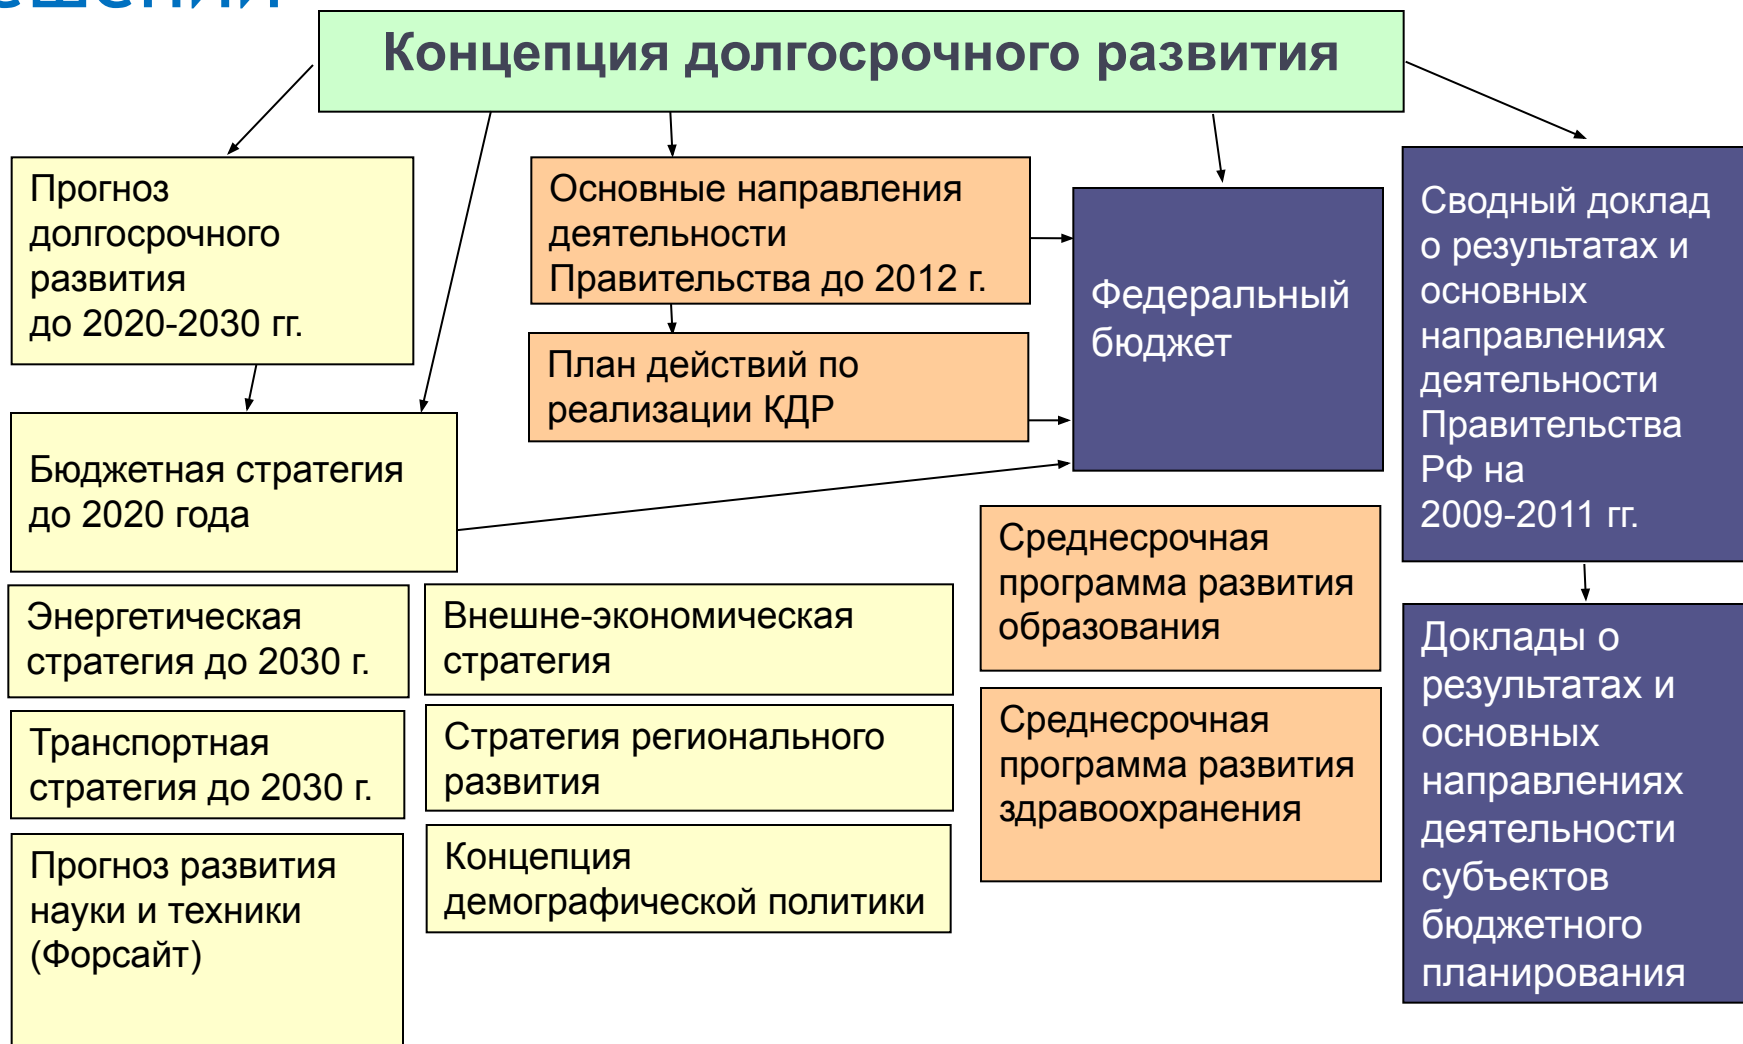 Концепция долгосрочного развития
Прогноз
долгосрочного
развития
до 2020-2030 гг.
Основные направления
деятельности
Правительства до 2012 г.
План действий по
реализации КДР
Федеральный
бюджет
Сводный доклад
о результатах и
основных
направлениях
деятельности
Правительства
РФ на
2009-2011 гг.
Бюджетная стратегия
до 2020 года
Энергетическая
стратегия до 2030 г.
Транспортная
стратегия до 2030 г.
Прогноз развития
науки и техники
(Форсайт)
Внешне-экономическая
стратегия
Стратегия регионального
развития
Концепция
демографической политики
Среднесрочная
программа развития
образования
Среднесрочная
программа развития
здравоохранения
Доклады о
результатах и
основных
направлениях
деятельности
субъектов
бюджетного
планирования